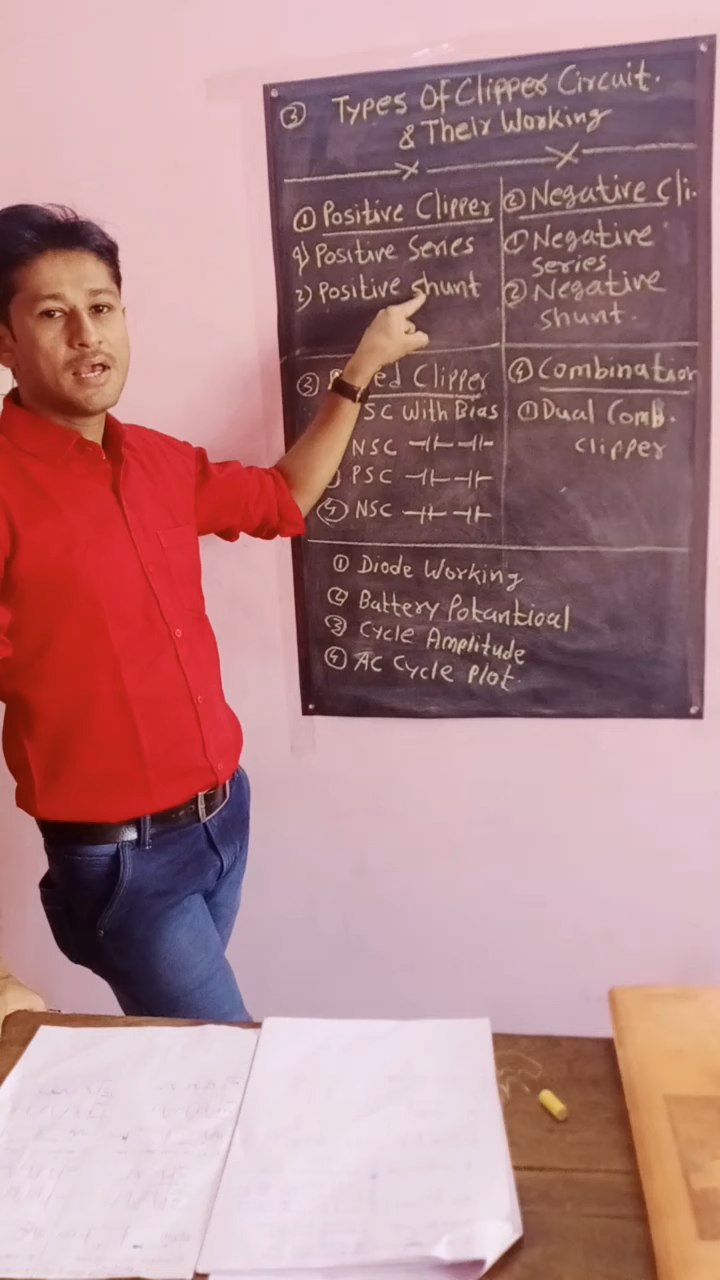 ③ Types Of Clipper Circuit.
& Their Working
① Positive Clipper
1) Positive Series
2) Positive Shunt
② Negative Cli.
① Negative
series
② Negative
shunt.
③ ed Clipper
SC With Bias
NSC
PSC
④ NSC
④ Combination
① Dual Comb.
clipper
① Diode Working
② Battery Potantioal
③ Cycle Amplitude
④ AC Cycle Plot.